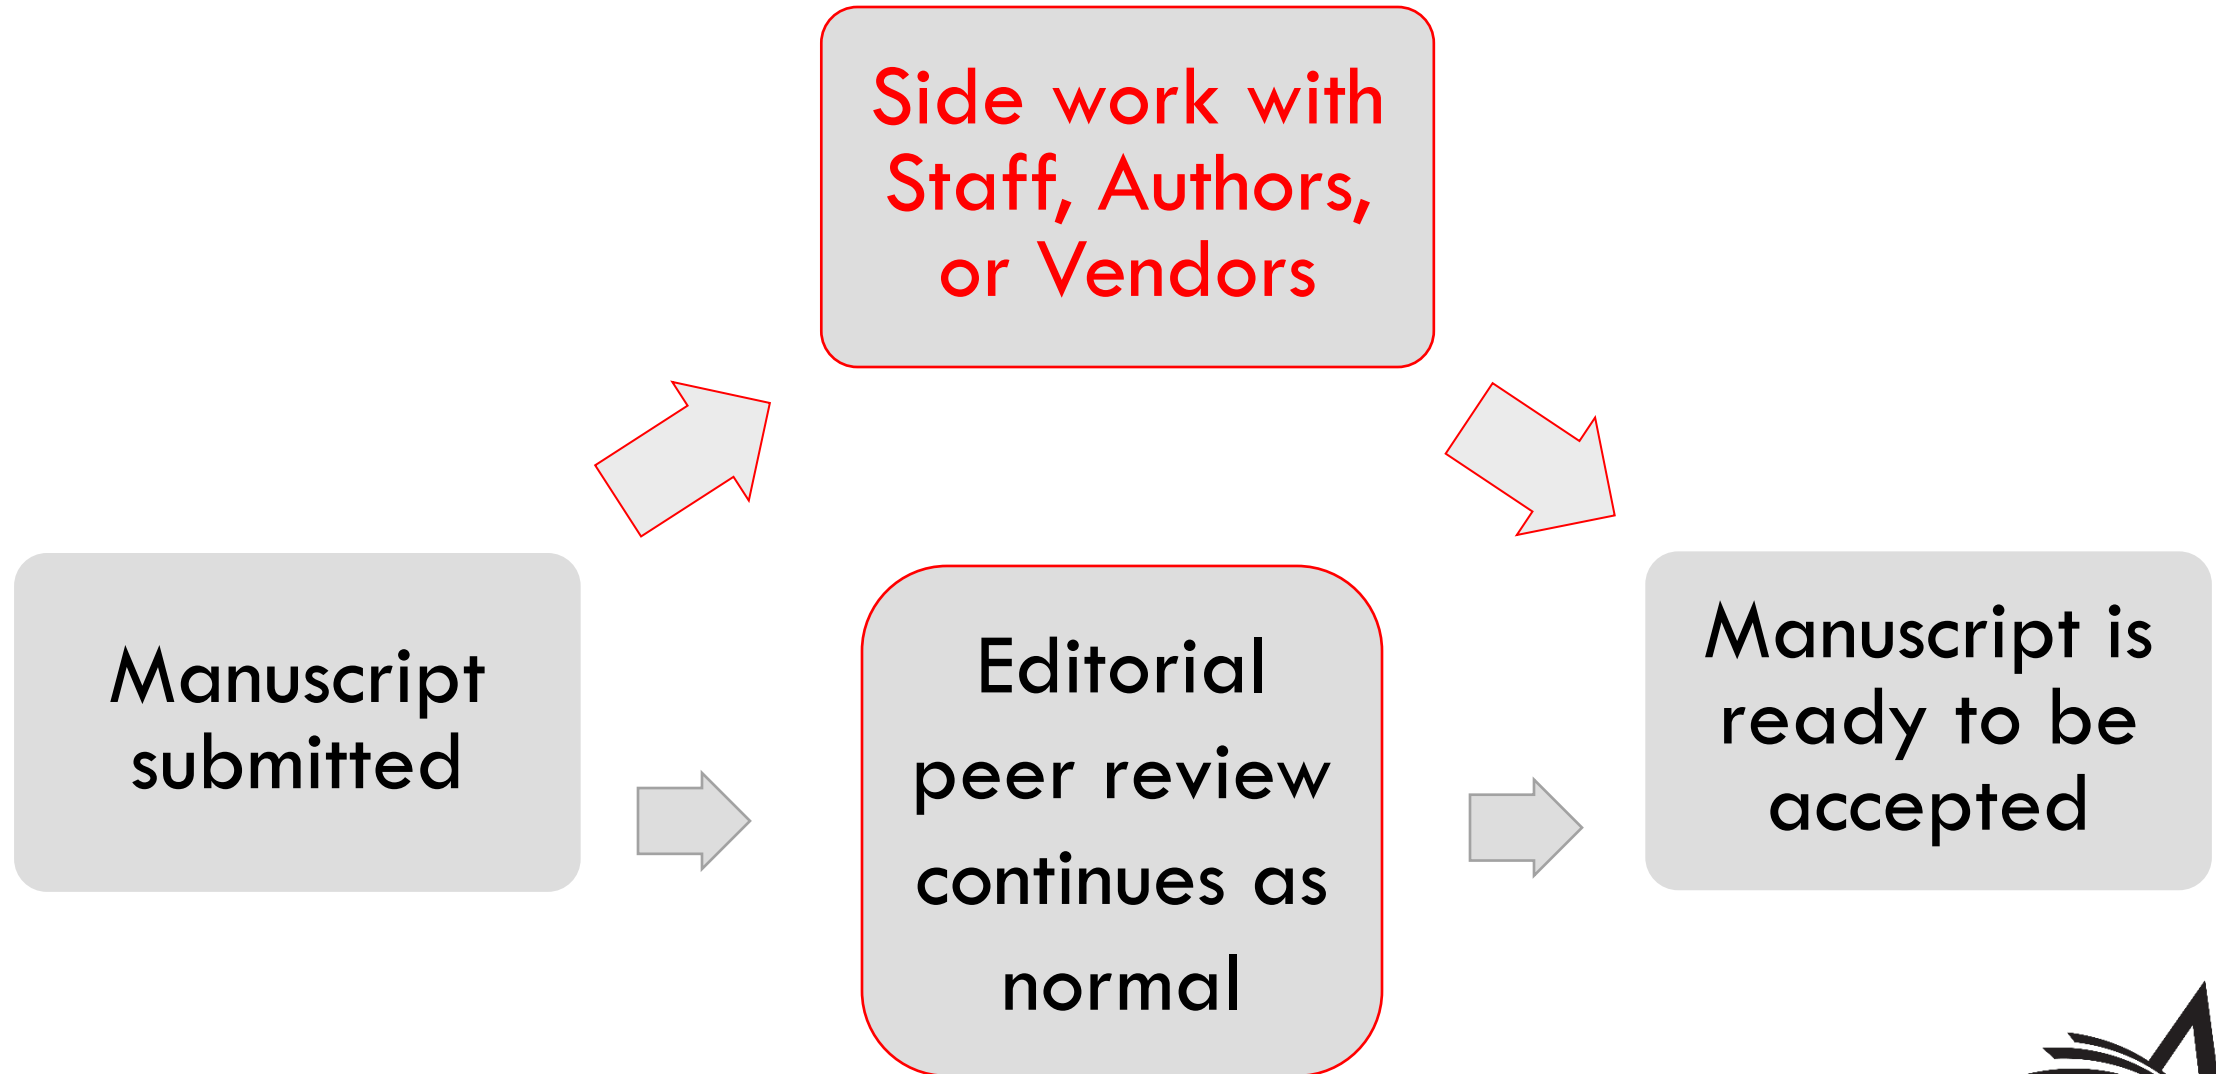 Side work with
Staff, Authors,
or Vendors
Manuscript
submitted
Editorial
peer review
continues as
normal
Manuscript is
ready to be
accepted